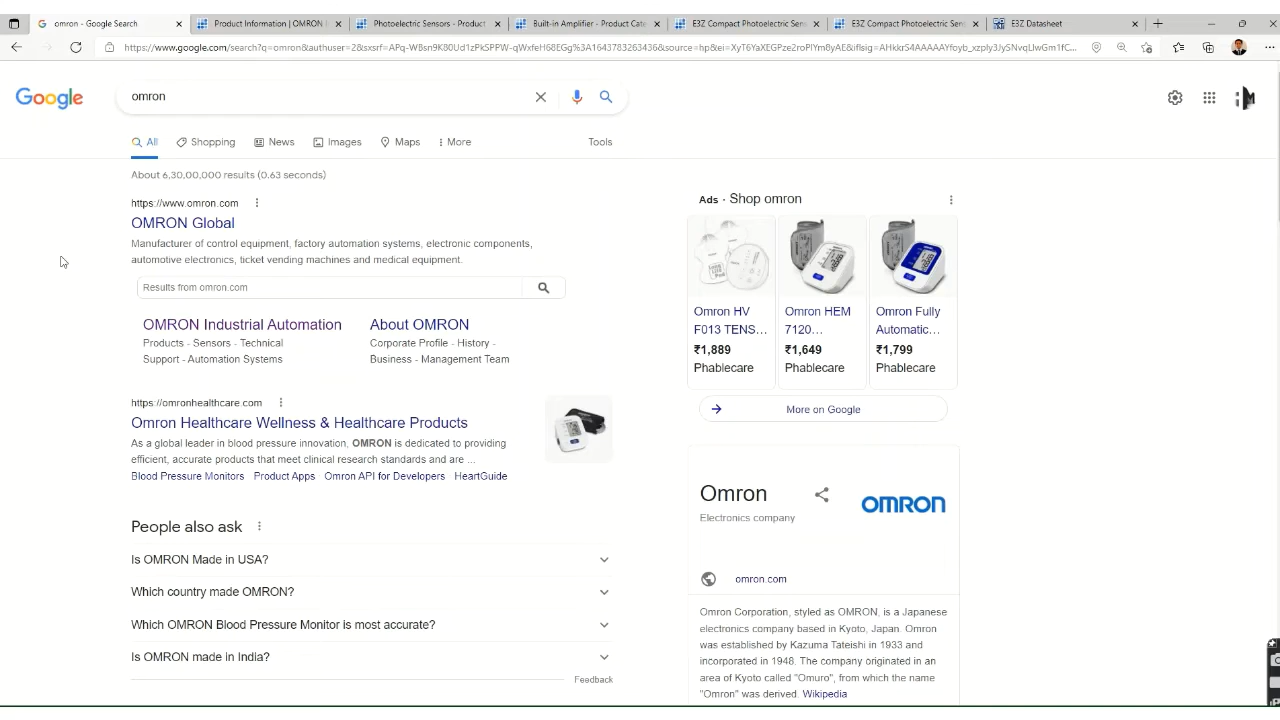 omron - Google Search
Product Information | OMRON I
Photoelectric Sensors - Product C
Built-in Amplifier - Product Cate
E3Z Compact Photoelectric Sen
E3Z Compact Photoelectric Sen
E3Z Datasheet
Google
omron
All
Shopping
News
Images
Maps
More
Tools
About 6,30,00,000 results (0.63 seconds)
https://www.omron.com
OMRON Global
Manufacturer of control equipment, factory automation systems, electronic components,
automotive electronics, ticket vending machines and medical equipment.
Results from omron.com
OMRON Industrial Automation
Products - Sensors - Technical
Support - Automation Systems
About OMRON
Corporate Profile - History -
Business - Management Team
https://omronhealthcare.com
Omron Healthcare Wellness & Healthcare Products
As a global leader in blood pressure innovation, OMRON is dedicated to providing
efficient, accurate products that meet clinical research standards and are ...
Blood Pressure Monitors · Product Apps · Omron API for Developers · HeartGuide
People also ask
Is OMRON Made in USA?
Which country made OMRON?
Which OMRON Blood Pressure Monitor is most accurate?
Is OMRON made in India?
Feedback
Ads · Shop omron
Omron HV
F013 TENS...
₹1,889
Phablecare
Omron HEM
7120...
₹1,649
Phablecare
Omron Fully
Automatic...
₹1,799
Phablecare
More on Google
Omron
Electronics company
OMRON
omron.com
Omron Corporation, styled as OMRON, is a Japanese
electronics company based in Kyoto, Japan. Omron
was established by Kazuma Tateishi in 1933 and
incorporated in 1948. The company originated in an
area of Kyoto called "Omuro", from which the name
"Omron" was derived. Wikipedia